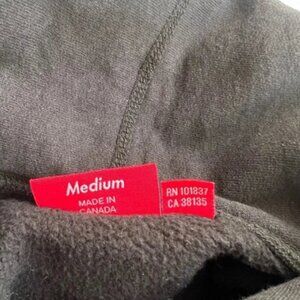 Medium
MADE IN
CANADA
RN 101837
CA 38135